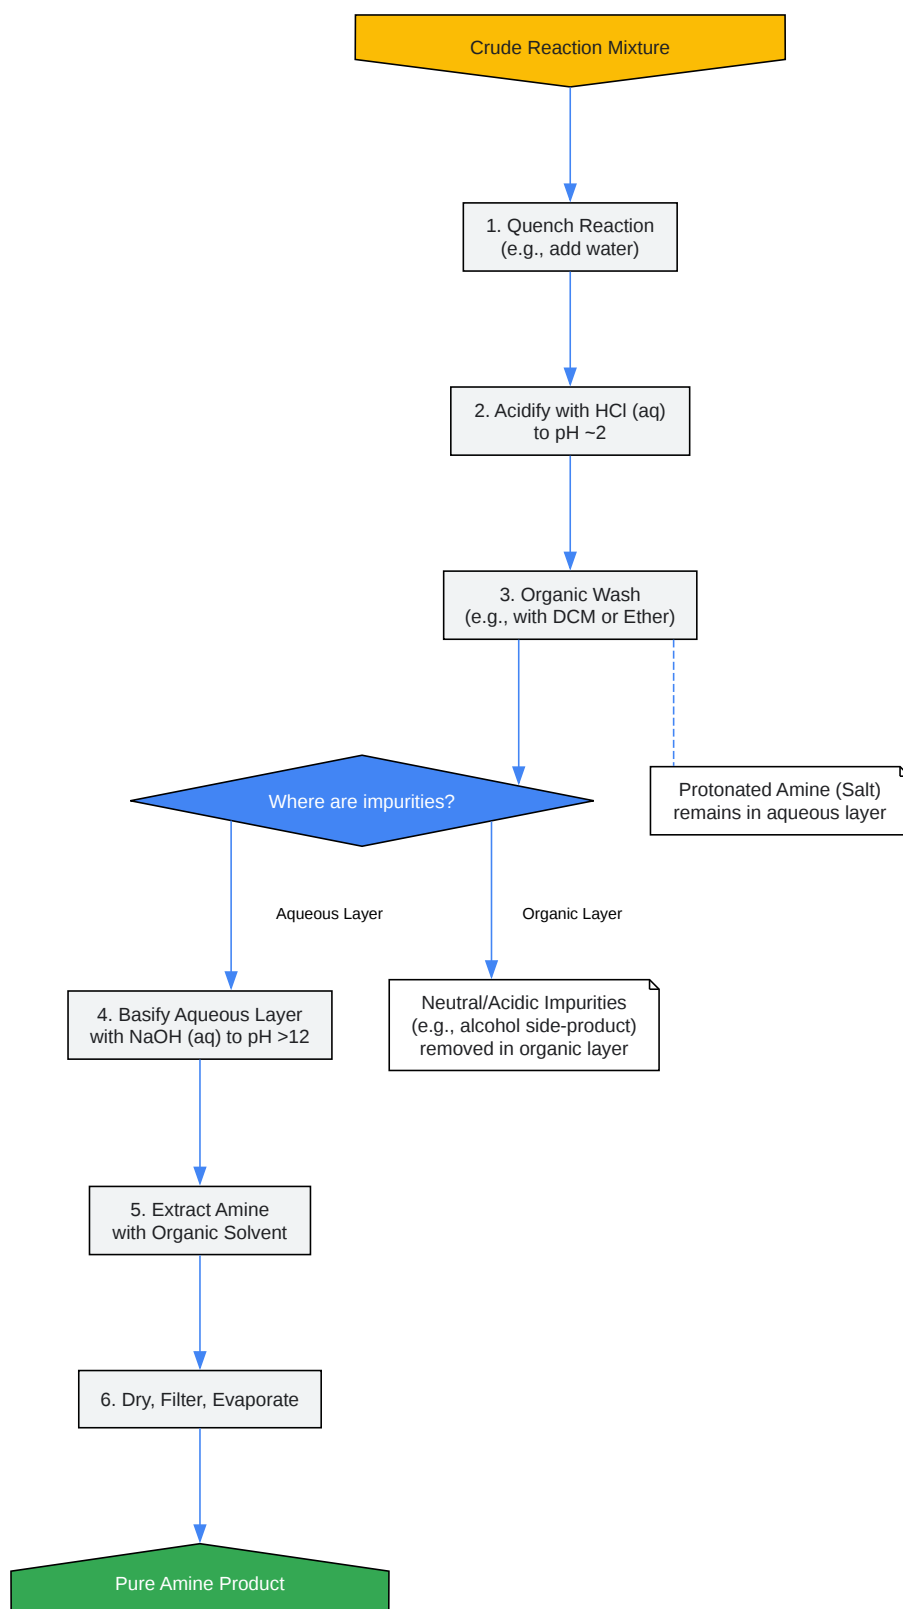 Crude Reaction Mixture
1. Quench Reaction
(e.g., add water)
2. Acidify with HCl (aq)
to pH ~2
3. Organic Wash
(e.g., with DCM or Ether)
Where are impurities?
Protonated Amine (Salt)
remains in aqueous layer
Aqueous Layer
Organic Layer
4. Basify Aqueous Layer
with NaOH (aq) to pH >12
Neutral/Acidic Impurities
(e.g., alcohol side-product)
removed in organic layer
5. Extract Amine
with Organic Solvent
6. Dry, Filter, Evaporate
Pure Amine Product